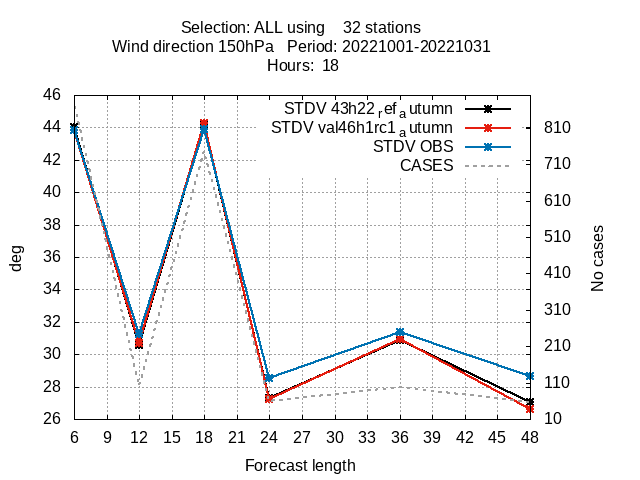 Selection: ALL using    32 stations
Wind direction 150hPa   Period: 20221001-20221031
Hours:  18
STDV 43h22ref_autumn
STDV val46h1rc1_autumn
STDV OBS
CASES
46
44
42
40
38
36
34
32
30
28
26
deg
810
710
610
510
410
310
210
110
10
No cases
6 9 12 15 18 21 24 27 30 33 36 39 42 45 48
Forecast length